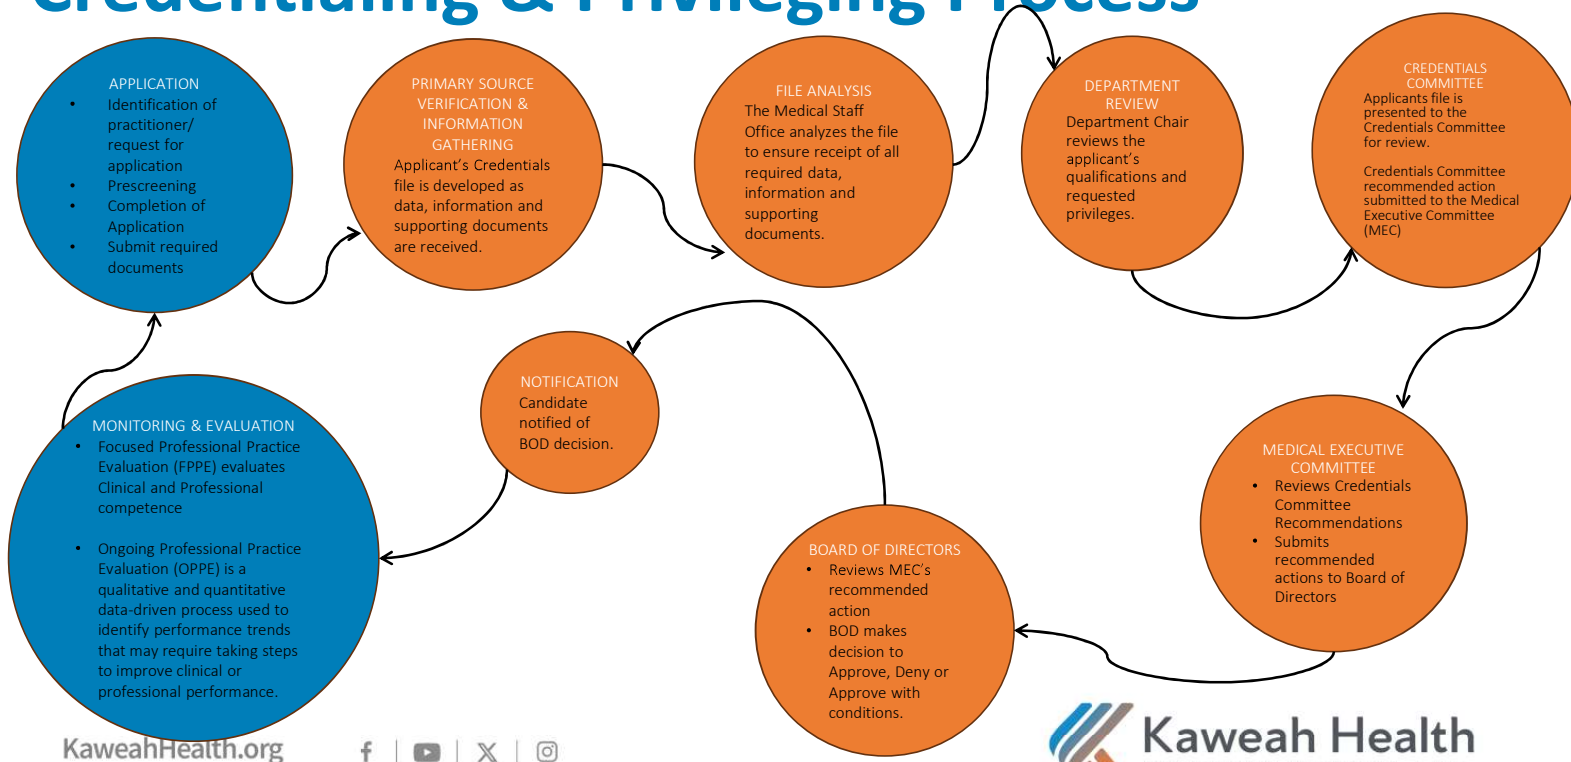 Credentialing & Privileging Process
APPLICATION
• Identification of
practitioner/
request for
application
• Prescreening
• Completion of
Application
• Submit required
documents
PRIMARY SOURCE
VERIFICATION &
INFORMATION
GATHERING
Applicant's Credentials
file is developed as
data, information and
supporting documents
are received.
FILE ANALYSIS
The Medical Staff
Office analyzes the file
to ensure receipt of all
required data,
information and
supporting
documents.
DEPARTMENT
REVIEW
Department Chair
reviews the
applicant's
qualifications and
requested
privileges.
CREDENTIALS
COMMITTEE
Applicants file is
presented to the
Credentials Committee
for review.
Credentials Committee
recommended action
submitted to the Medical
Executive Committee
(MEC)
MEDICAL EXECUTIVE
COMMITTEE
• Reviews Credentials
Committee
Recommendations
• Submits
recommended
actions to Board of
Directors
BOARD OF DIRECTORS
• Reviews MEC's
recommended
action
• BOD makes
decision to
Approve, Deny or
Approve with
conditions.
NOTIFICATION
Candidate
notified of
BOD decision.
MONITORING & EVALUATION
• Focused Professional Practice
Evaluation (FPPE) evaluates
Clinical and Professional
competence
• Ongoing Professional Practice
Evaluation (OPPE) is a
qualitative and quantitative
data-driven process used to
identify performance trends
that may require taking steps
to improve clinical or
professional performance.
KaweahHealth.org
Kaweah Health